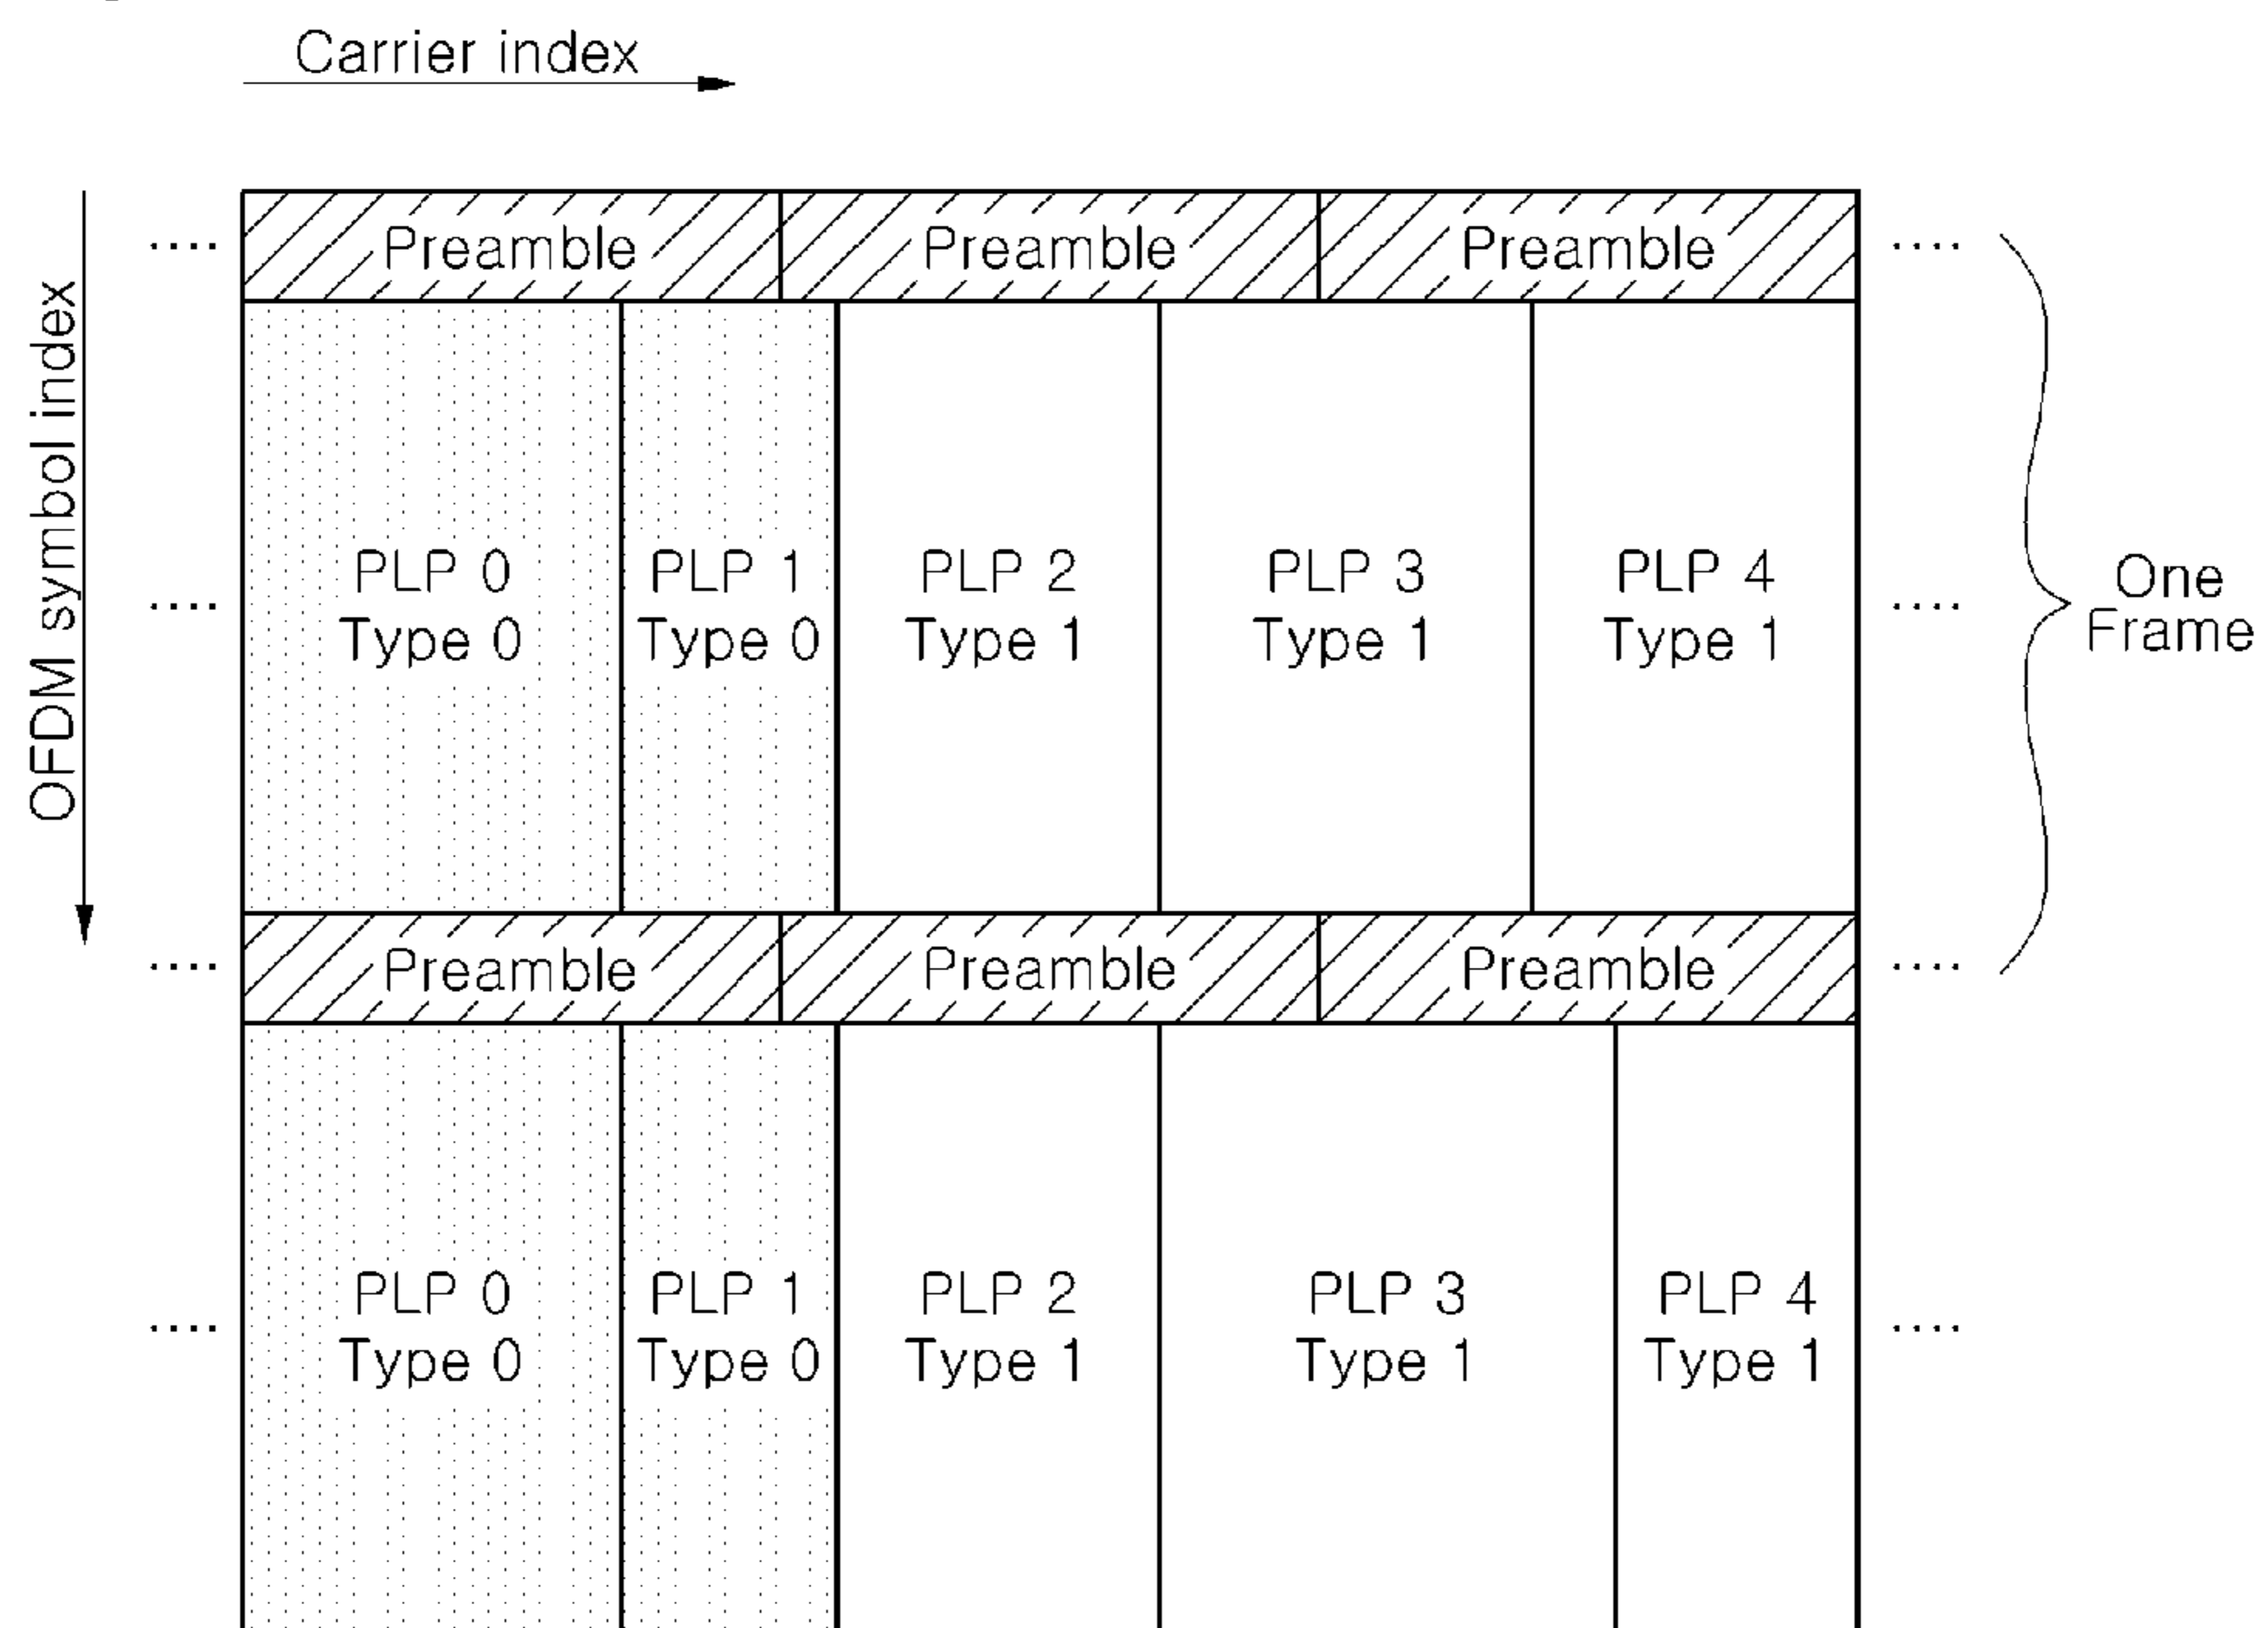 Carrier index
OFDM symbol index
.... Preamble Preamble Preamble ....
.... PLP 0 PLP 1 PLP 2 PLP 3 PLP 4 ....
Type 0 Type 0 Type 1 Type 1 Type 1
One
Frame
.... Preamble Preamble Preamble ....
.... PLP 0 PLP 1 PLP 2 PLP 3 PLP 4 ....
Type 0 Type 0 Type 1 Type 1 Type 1